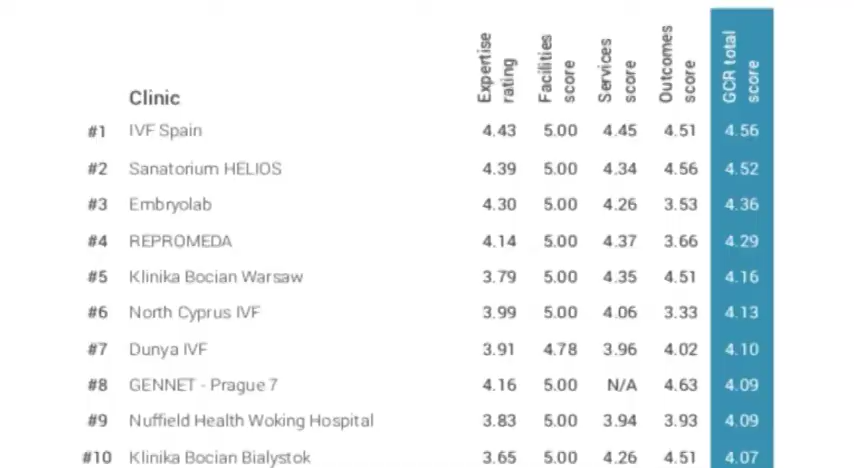 Clinic Expertise rating Facilities score Services score Outcomes score GCR total score
#1 IVF Spain 4.43 5.00 4.45 4.51 4.56
#2 Sanatorium HELIOS 4.39 5.00 4.34 4.56 4.52
#3 Embryolab 4.30 5.00 4.26 3.53 4.36
#4 REPROMEDA 4.14 5.00 4.37 3.66 4.29
#5 Klinika Bocian Warsaw 3.79 5.00 4.35 4.51 4.16
#6 North Cyprus IVF 3.99 5.00 4.06 3.33 4.13
#7 Dunya IVF 3.91 4.78 3.96 4.02 4.10
#8 GENNET - Prague 7 4.16 5.00 N/A 4.63 4.09
#9 Nuffield Health Woking Hospital 3.83 5.00 3.94 3.93 4.09
#10 Klinika Bocian Bialystok 3.65 5.00 4.26 4.51 4.07